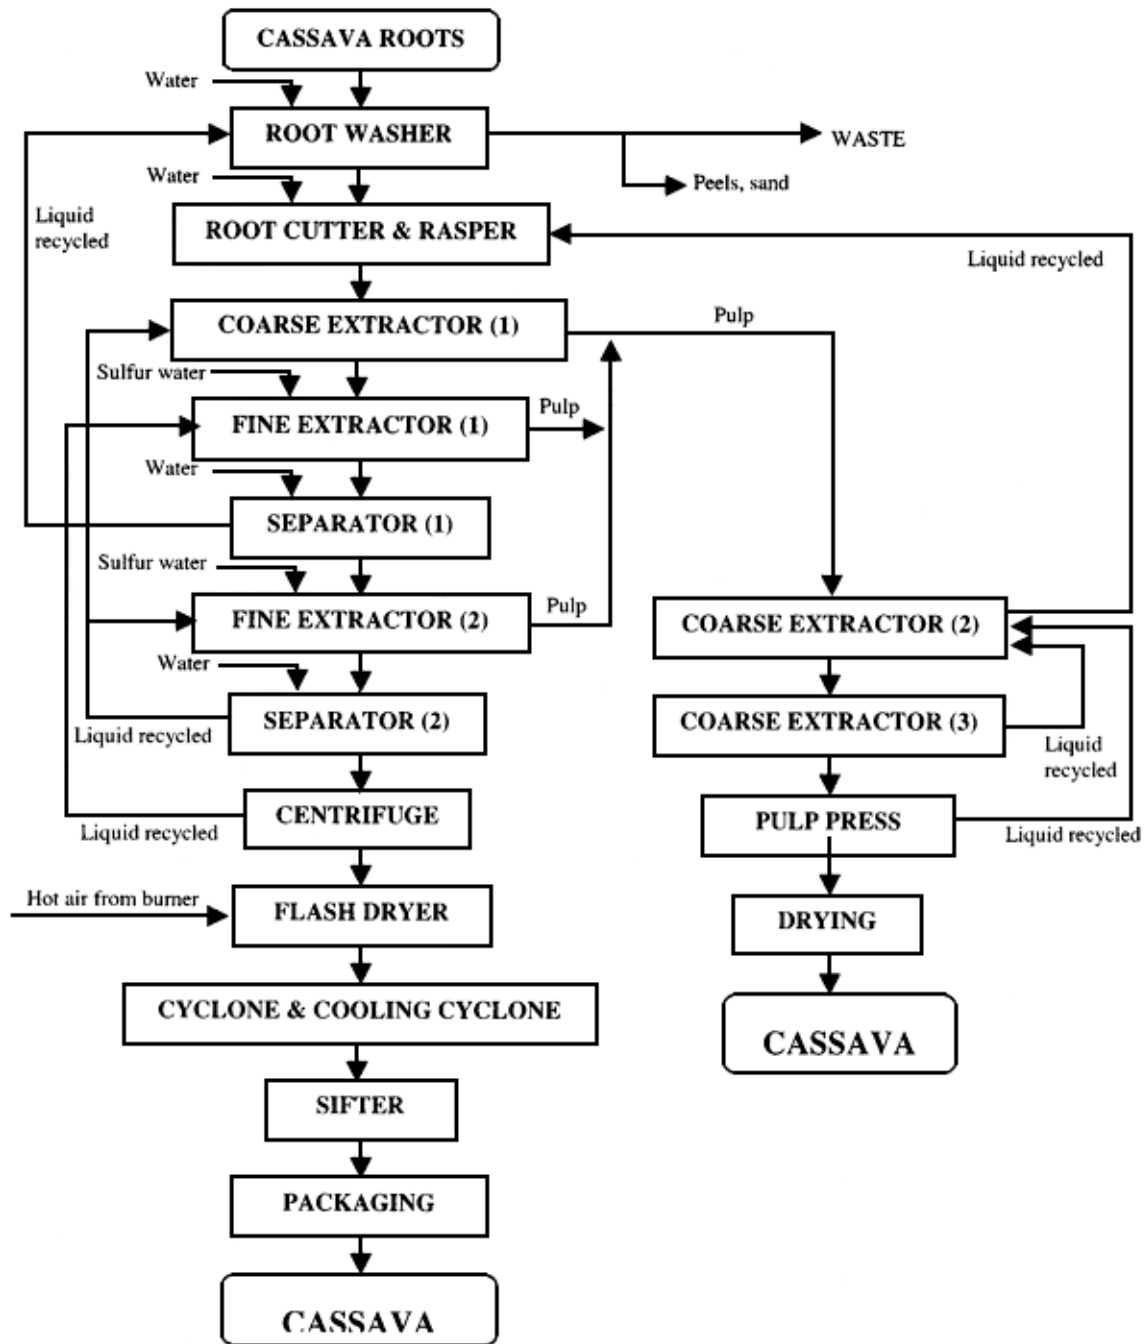 CASSAVA ROOTS
Water
ROOT WASHER
WASTE
Water
Peels, sand
Liquid
recycled
ROOT CUTTER & RASPER
Liquid recycled
COARSE EXTRACTOR (1)
Pulp
Sulfur water
FINE EXTRACTOR (1)
Pulp
Water
SEPARATOR (1)
Sulfur water
FINE EXTRACTOR (2)
Pulp
COARSE EXTRACTOR (2)
Water
SEPARATOR (2)
Liquid recycled
COARSE EXTRACTOR (3)
Liquid
recycled
CENTRIFUGE
Liquid recycled
PULP PRESS
Liquid recycled
Hot air from burner
FLASH DRYER
DRYING
CYCLONE & COOLING CYCLONE
CASSAVA
SIFTER
PACKAGING
CASSAVA